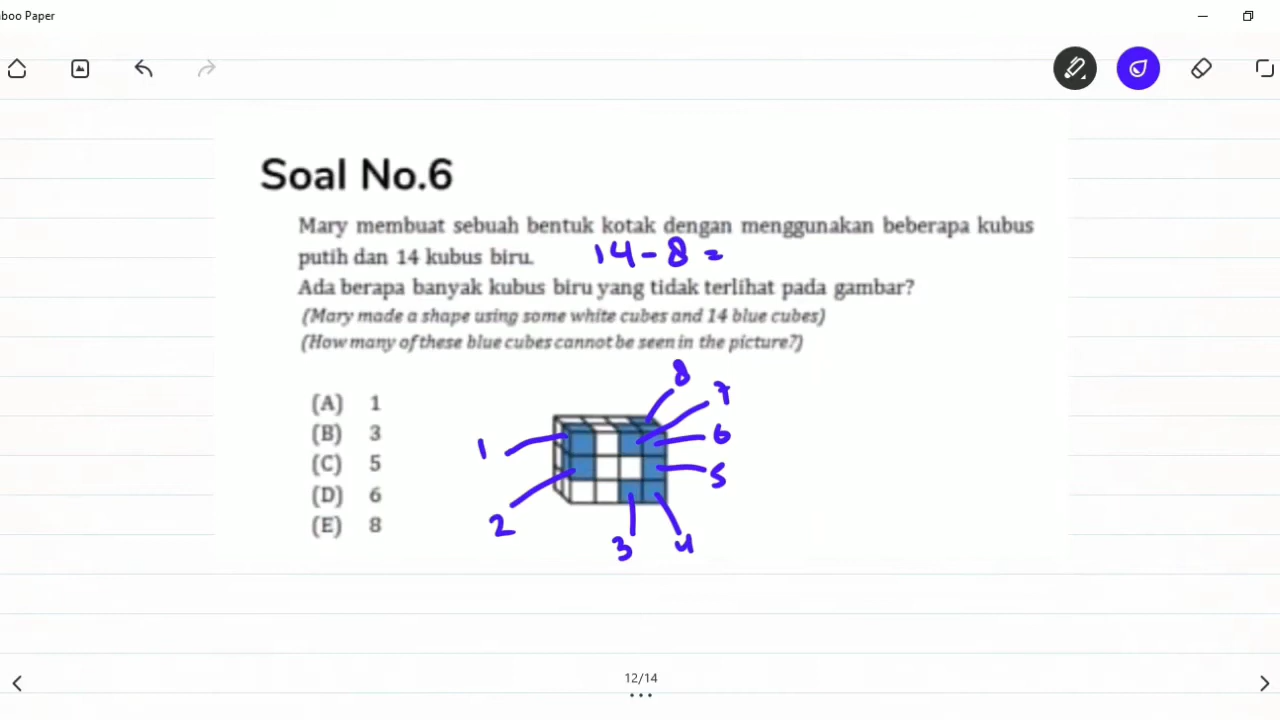 boo Paper
Soal No.6
Mary membuat sebuah bentuk kotak dengan menggunakan beberapa kubus
putih dan 14 kubus biru.
14 - 8 =
Ada berapa banyak kubus biru yang tidak terlihat pada gambar?
(Mary made a shape using some white cubes and 14 blue cubes)
(How many of these blue cubes cannot be seen in the picture?)
(A) 1
(B) 3
(C) 5
(D) 6
(E) 8
8
7
1
6
5
2
3
4
12/14